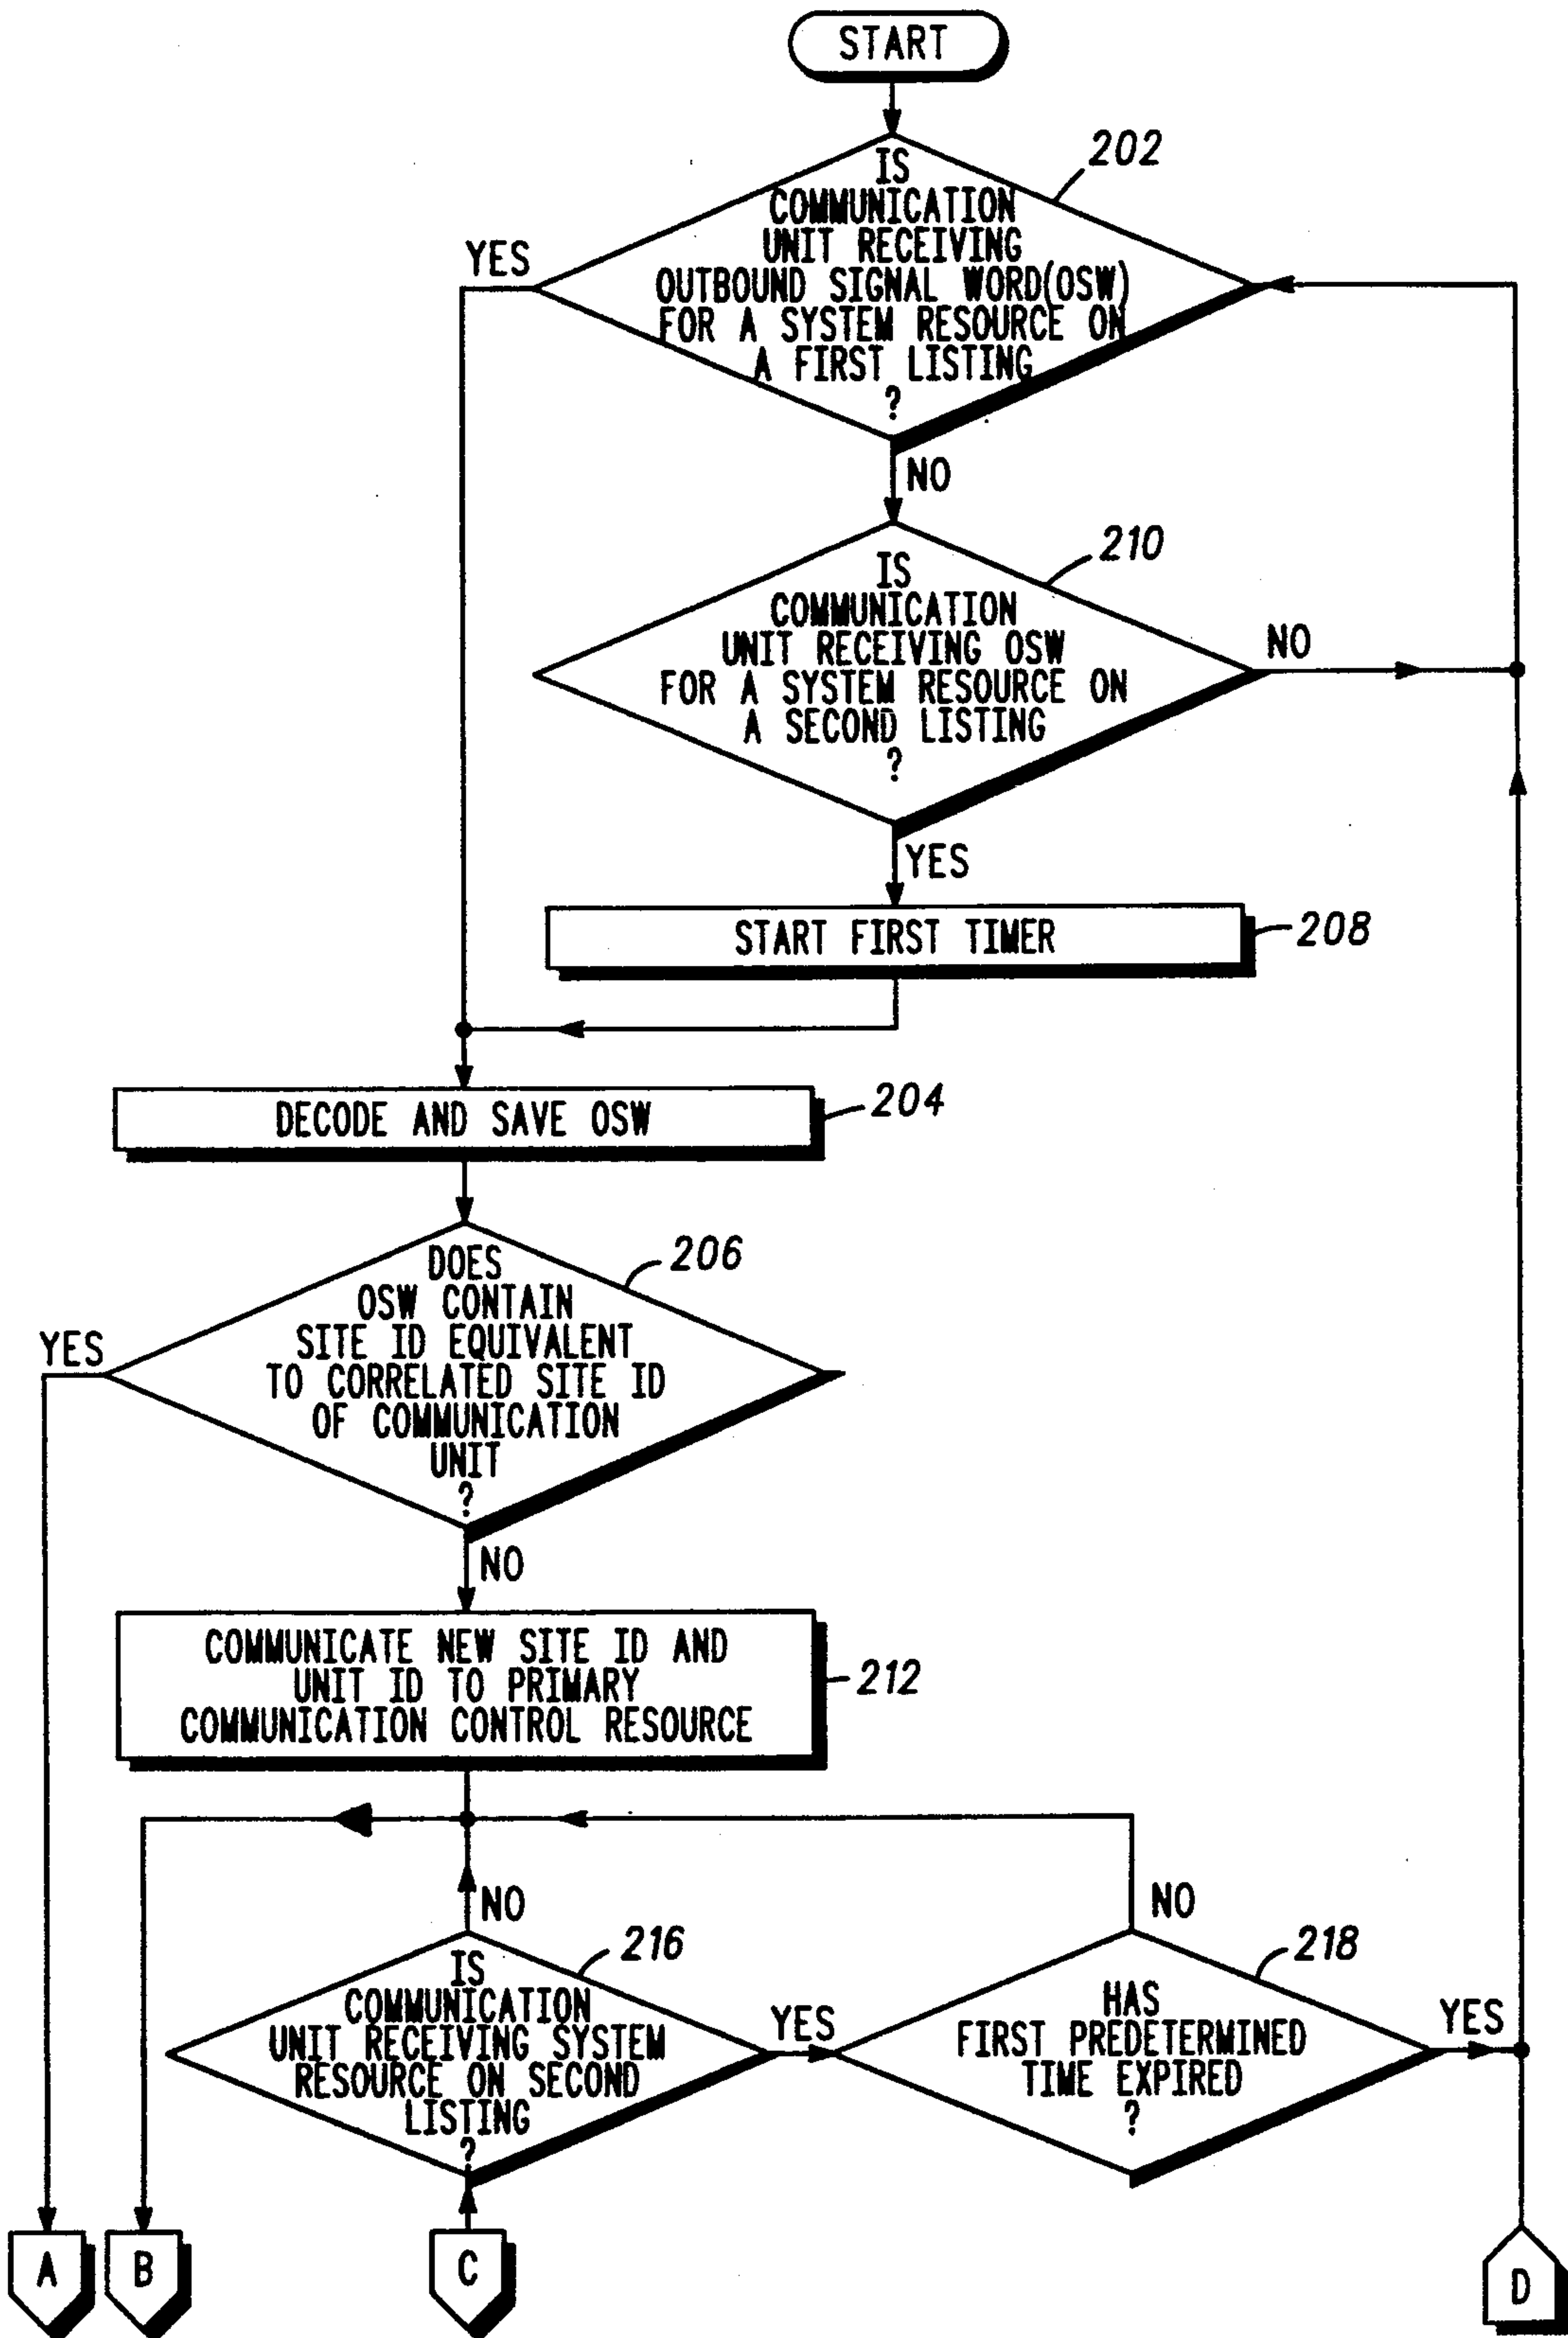 START
202
IS
COMMUNICATION
UNIT RECEIVING
OUTBOUND SIGNAL WORD(OSW)
FOR A SYSTEM RESOURCE ON
A FIRST LISTING
?
YES
NO
210
IS
COMMUNICATION
UNIT RECEIVING OSW
FOR A SYSTEM RESOURCE ON
A SECOND LISTING
?
NO
YES
START FIRST TIMER
208
DECODE AND SAVE OSW
204
206
DOES
OSW CONTAIN
SITE ID EQUIVALENT
TO CORRELATED SITE ID
OF COMMUNICATION
UNIT
?
YES
NO
COMMUNICATE NEW SITE ID AND
UNIT ID TO PRIMARY
COMMUNICATION CONTROL RESOURCE
212
NO
216
IS
COMMUNICATION
UNIT RECEIVING SYSTEM
RESOURCE ON SECOND
LISTING
?
YES
NO
218
HAS
FIRST PREDETERMINED
TIME EXPIRED
?
YES
A
B
C
D